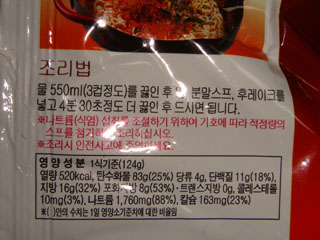 조리법
물 550ml(3컵정도)를 끓인 후 면, 분말스프, 후레이크를
넣고 4분 30초정도 더 끓인 후 드시면 됩니다.
※나트륨(식염) 섭취를 조절하기 위하여 기호에 따라 적정량의
스프를 첨가하여 조리하십시오.
※조리시 안전사고에 주의하십시오.
영양성분 1식기준(124g)
열량 520kcal, 탄수화물 83g(25%), 당류 4g, 단백질 11g(18%),
지방 16g(32%), 포화지방 8g(53%)·트랜스지방 0g, 콜레스테롤
10mg(3%), 나트륨 1,760mg(88%), 칼슘 163mg(23%)
※( )안의 수치는 1일 영양소기준치에 대한 비율임